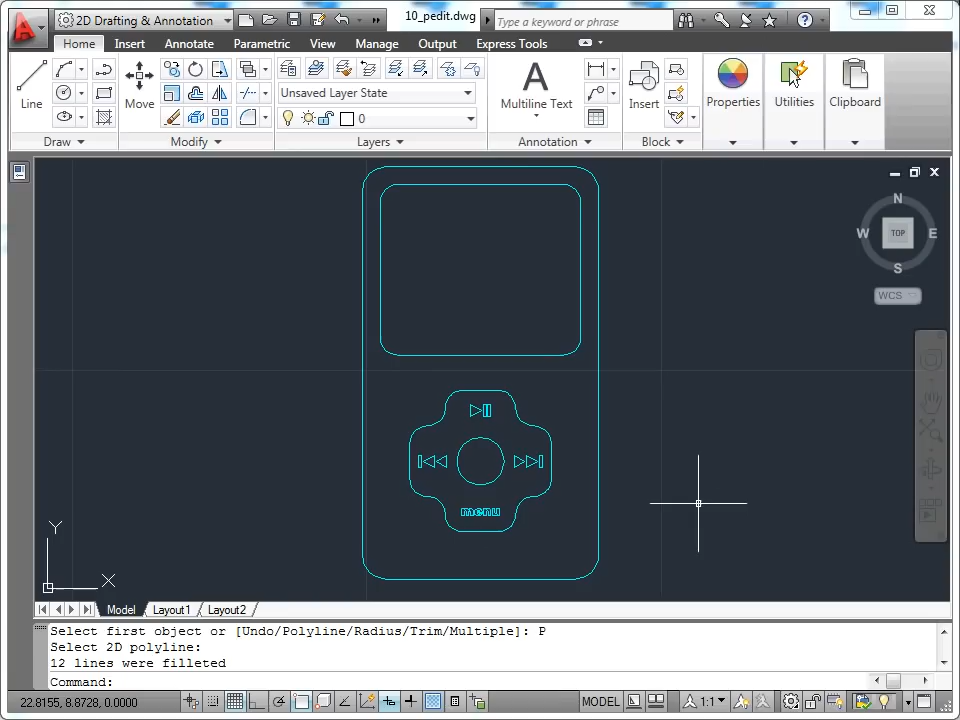 2D Drafting & Annotation
10_pedit.dwg
Type a keyword or phrase
Home Insert Annotate Parametric View Manage Output Express Tools
Line
Move
Unsaved Layer State
0
Multiline Text
Insert
Properties
Utilities
Clipboard
Draw
Modify
Layers
Annotation
Block
N
W
TOP
E
S
WCS
menu
Y
X
Model Layout1 Layout2
Select first object or [Undo/Polyline/Radius/Trim/Multiple]: P
Select 2D polyline:
12 lines were filleted
Command:
22.8155, 8.8728, 0.0000
MODEL
1:1